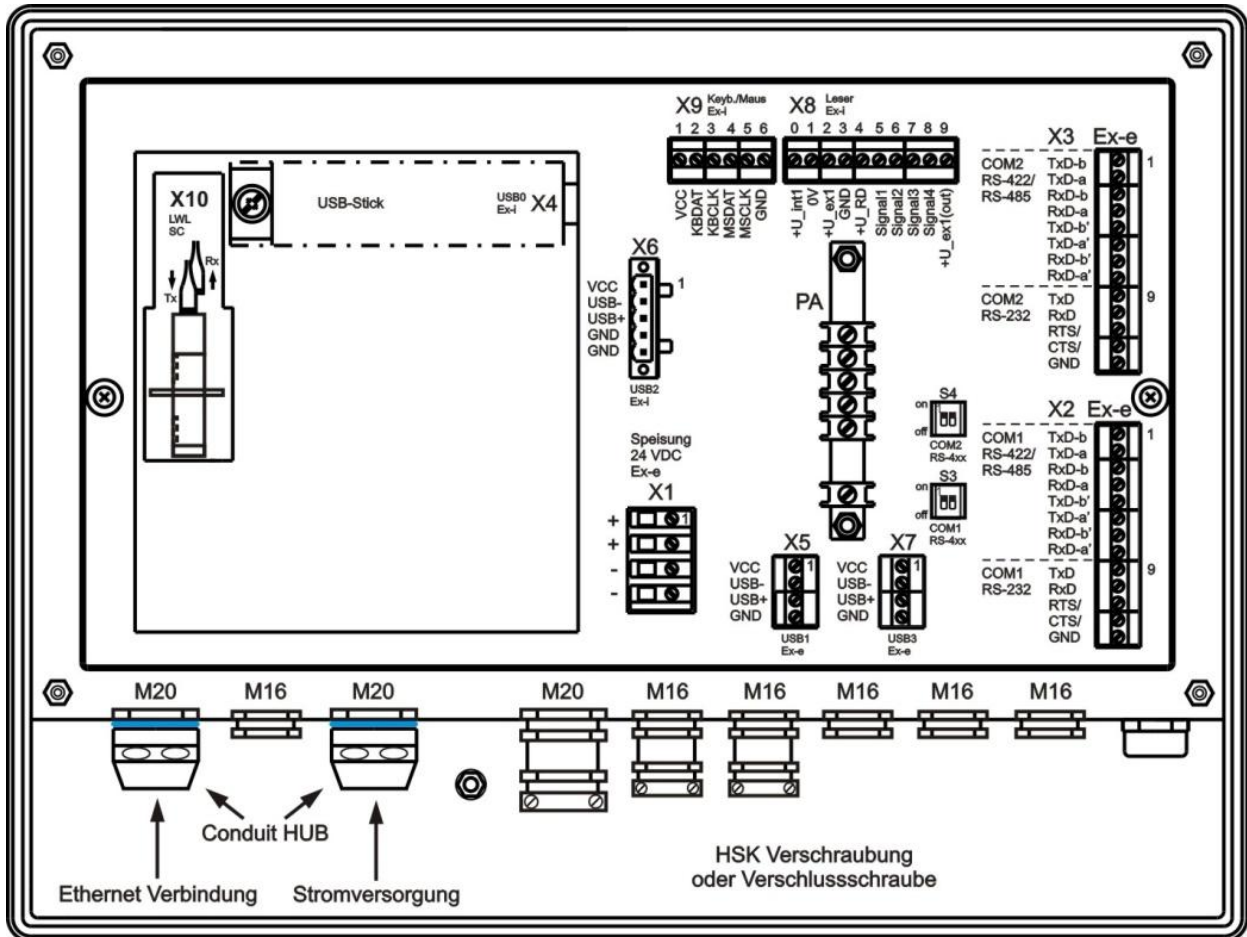 X9 Keyb./Maus
Ex-i
1 2 3 4 5 6
VCC
KBDAT
KBCLK
MSDAT
MSCLK
GND
X8 Leser
Ex-i
0 1 2 3 4 5 6 7 8 9
+U_int1
0V
+U_ex1
GND
+U_RD
Signal1
Signal2
Signal3
Signal4
+U_ex1(out)
X3 Ex-e
COM2
RS-422/
RS-485
TxD-b
TxD-a
RxD-b
RxD-a
TxD-b'
TxD-a'
RxD-b'
RxD-a'
1
COM2
RS-232
TxD
RxD
RTS/
CTS/
GND
9
X10
LWL
SC
Tx
Rx
USB-Stick
USB0
Ex-i
X4
X6
VCC
USB-
USB+
GND
GND
1
USB2
Ex-i
PA
S4
on
off
COM2
RS-4xx
S3
on
off
COM1
RS-4xx
X2 Ex-e
COM1
RS-422/
RS-485
TxD-b
TxD-a
RxD-b
RxD-a
TxD-b'
TxD-a'
RxD-b'
RxD-a'
1
COM1
RS-232
TxD
RxD
RTS/
CTS/
GND
9
Speisung
24 VDC
Ex-e
X1
+
+
-
-
1
X5
VCC
USB-
USB+
GND
1
USB1
Ex-e
X7
VCC
USB-
USB+
GND
1
USB3
Ex-e
M20 M16 M20 M20 M16 M16 M16 M16 M16
Conduit HUB
Ethernet Verbindung
Stromversorgung
HSK Verschraubung
oder Verschlussschraube